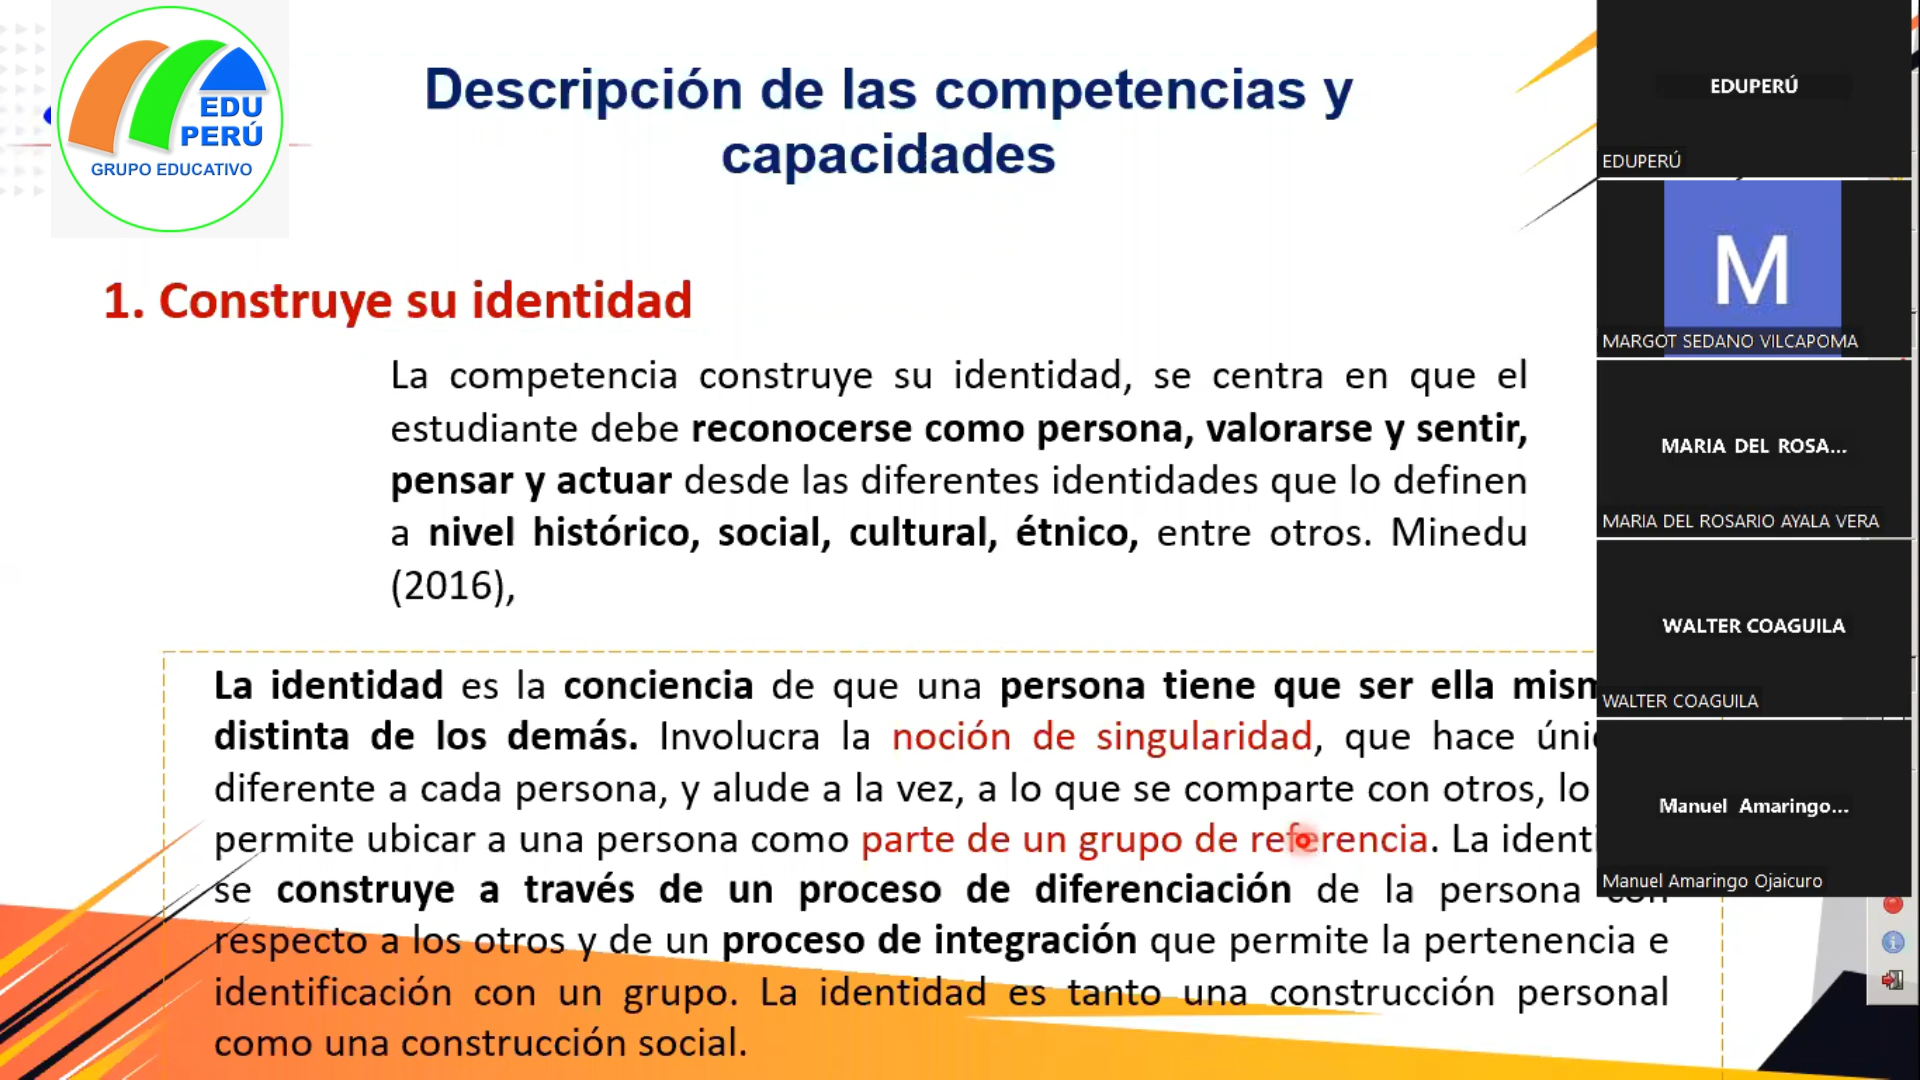 EDU
PERÚ
GRUPO EDUCATIVO
Descripción de las competencias y
capacidades
1. Construye su identidad
La competencia construye su identidad, se centra en que el
estudiante debe reconocerse como persona, valorarse y sentir,
pensar y actuar desde las diferentes identidades que lo definen
a nivel histórico, social, cultural, étnico, entre otros. Minedu
(2016),
La identidad es la conciencia de que una persona tiene que ser ella
distinta de los demás. Involucra la noción de singularidad, que hace
diferente a cada persona, y alude a la vez, a lo que se comparte con otros, lo
permite ubicar a una persona como parte de un grupo de referencia. La
se construye a través de un proceso de diferenciación de la persona con
respecto a los otros y de un proceso de integración que permite la pertenencia e
identificación con un grupo. La identidad es tanto una construcción personal
como una construcción social.
EDUPERÚ
EDUPERÚ
M
MARGOT SEDANO VILCAPOMA
MARIA DEL ROSA...
MARIA DEL ROSARIO AYALA VERA
WALTER COAGUILA
WALTER COAGUILA
Manuel Amaringo...
Manuel Amaringo Ojaicuro